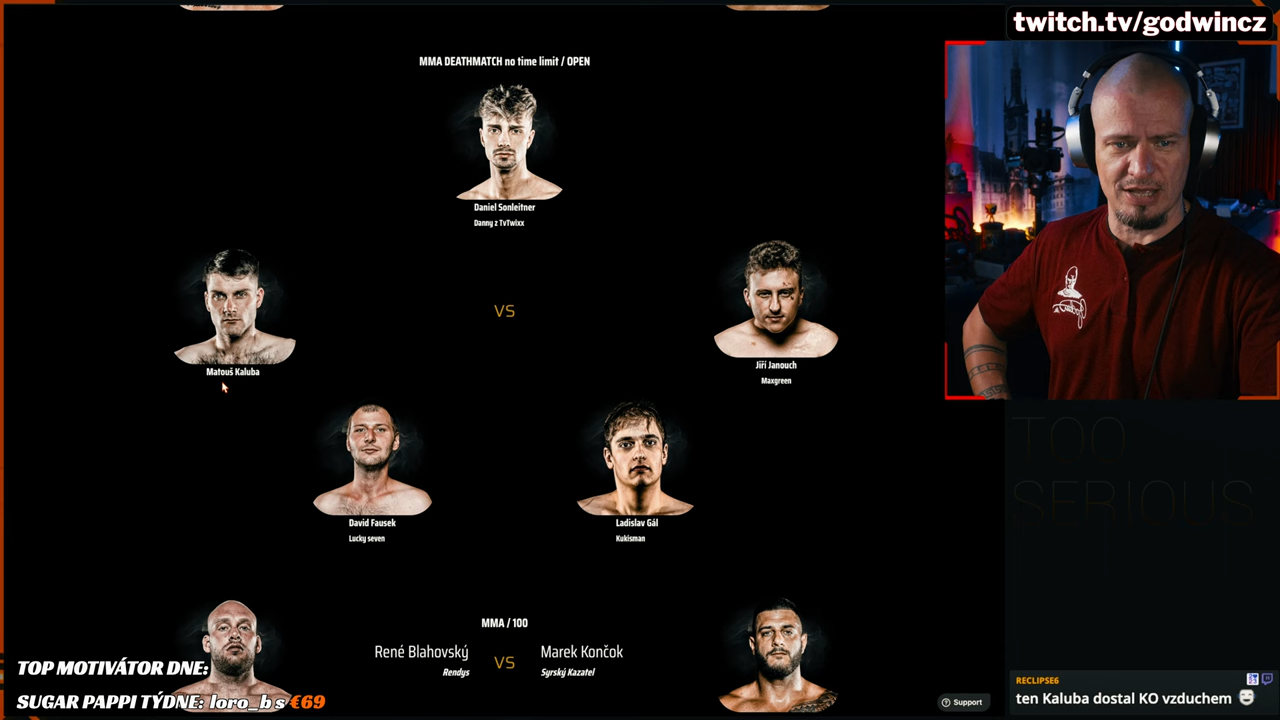 twitch.tv/godwincz
MMA DEATHMATCH no time limit / OPEN
Daniel Sonleitner
Danny z TvTwixx
VS
Matouš Kaluba
Jiří Janouch
Maxgreen
David Fausek
Lucky seven
Ladislav Gál
Kukisman
MMA / 100
René Blahovský
Rendys
VS
Marek Končok
Syrský Kazatel
TOP MOTIVÁTOR DNE:
SUGAR PAPPI TÝDNE: loro_b s €69
Support
TOO
SERIOUS
RECLIPSE6
ten Kaluba dostal KO vzduchem